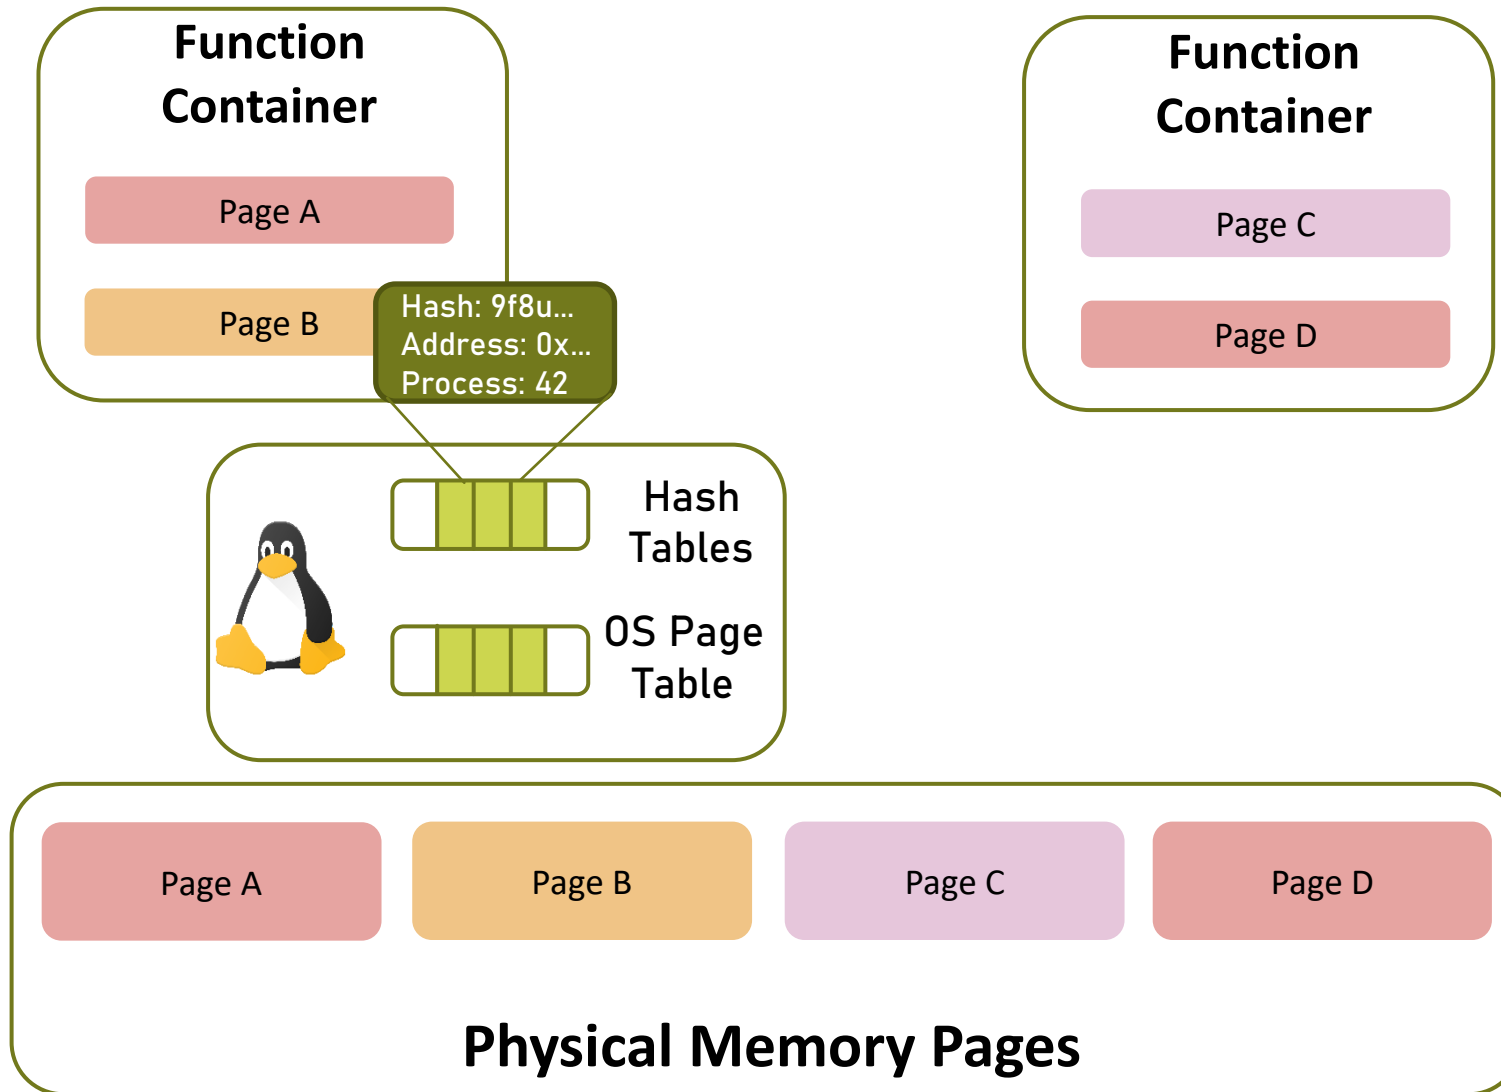 Function
Container
Page A
Page B
Hash: 9f8u...
Address: 0x...
Process: 42
Function
Container
Page C
Page D
Hash
Tables
OS Page
Table
Page A
Page B
Page C
Page D
Physical Memory Pages